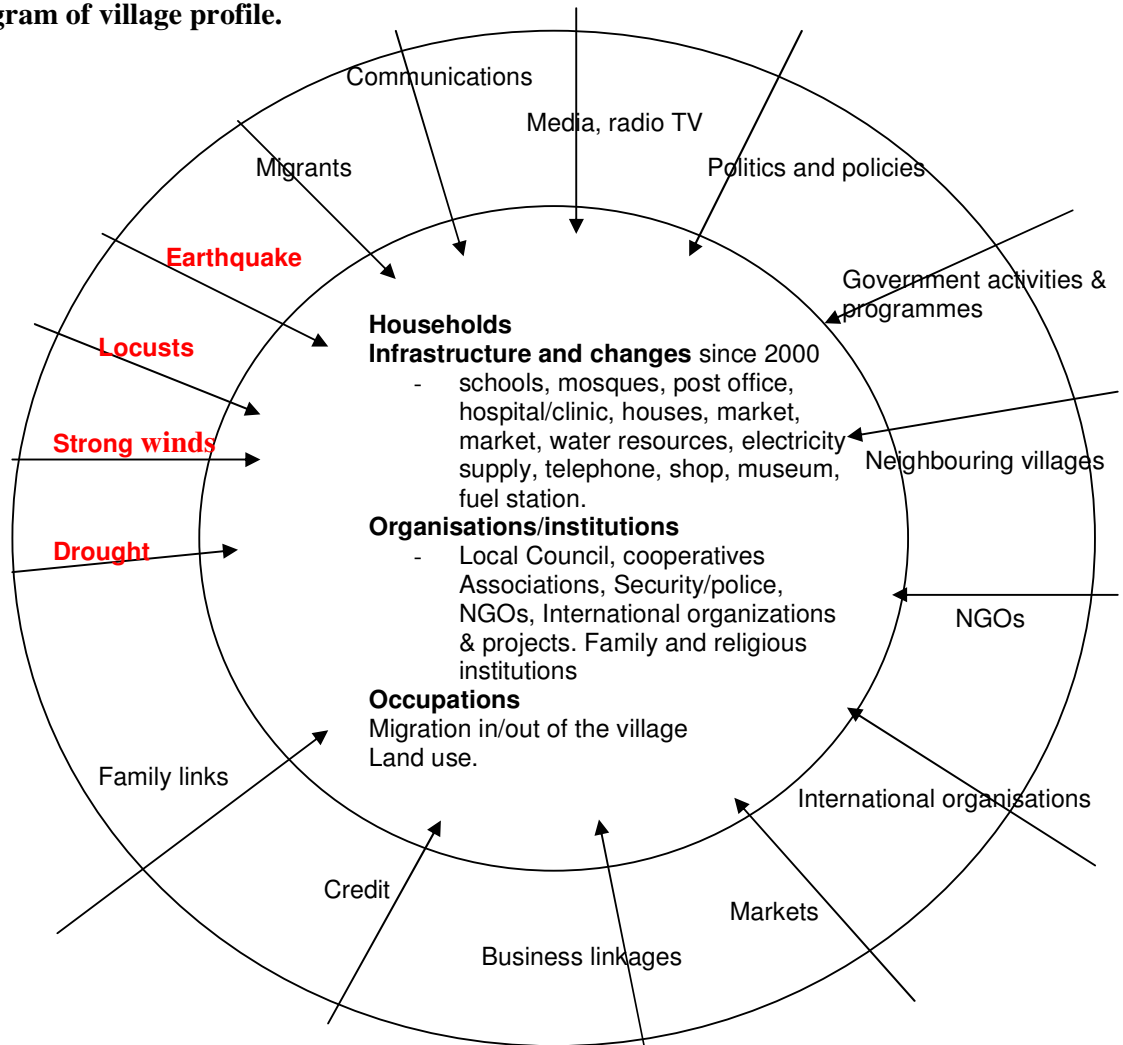 gram of village profile.
Communications
Media, radio TV
Migrants
Politics and policies
Earthquake
Government activities &
programmes
Locusts
Strong winds
Neighbouring villages
Drought
NGOs
Households
Infrastructure and changes since 2000
- schools, mosques, post office,
hospital/clinic, houses, market,
market, water resources, electricity
supply, telephone, shop, museum,
fuel station.
Organisations/institutions
- Local Council, cooperatives
Associations, Security/police,
NGOs, International organizations
& projects. Family and religious
institutions
Occupations
Migration in/out of the village
Land use.
Family links
International organisations
Credit
Markets
Business linkages